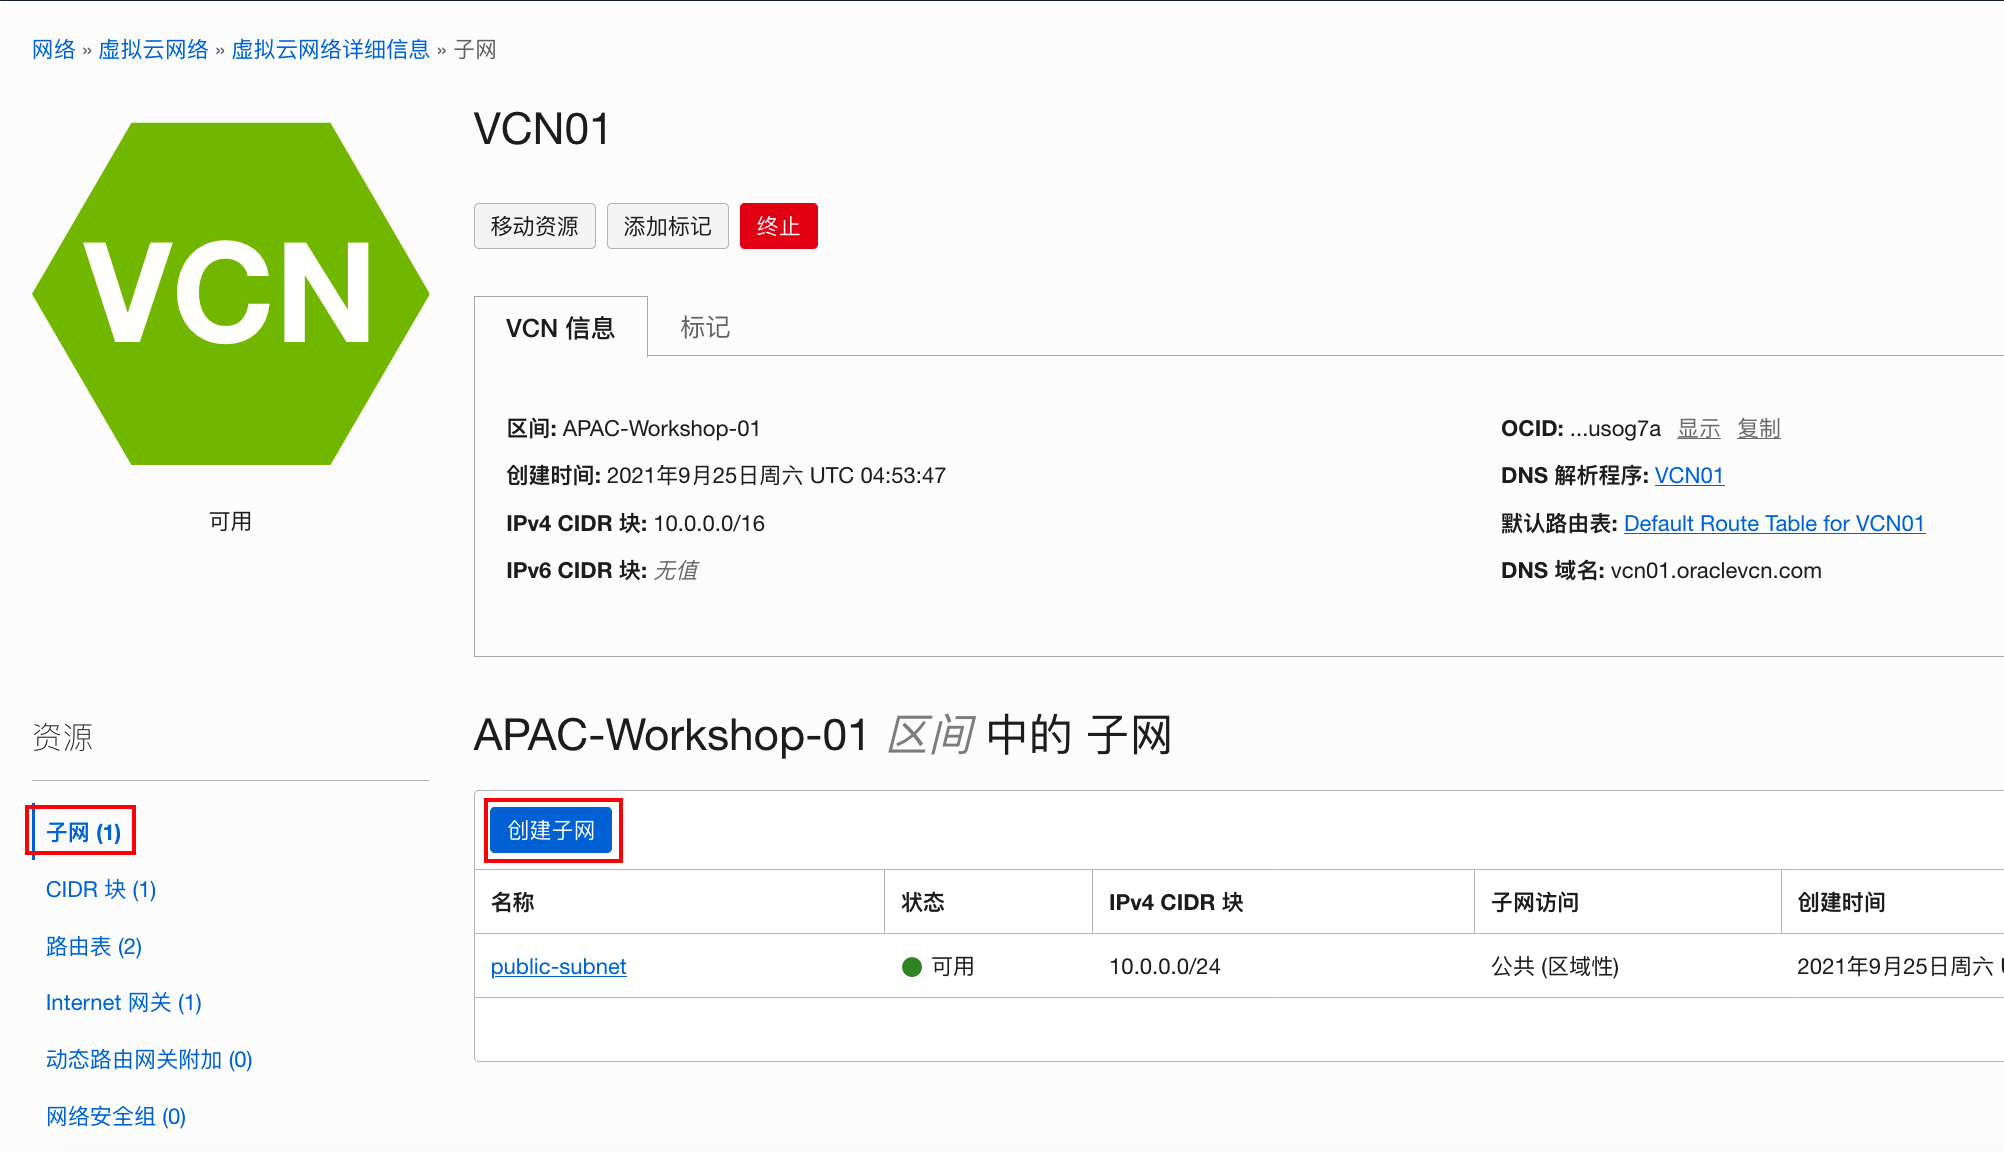 网络 » 虚拟云网络 » 虚拟云网络详细信息 » 子网
VCN
可用
VCN01
移动资源 添加标记 终止
VCN 信息 标记
区间: APAC-Workshop-01
创建时间: 2021年9月25日周六 UTC 04:53:47
IPv4 CIDR 块: 10.0.0.0/16
IPv6 CIDR 块: 无值
OCID: ...usog7a 显示 复制
DNS 解析程序: VCN01
默认路由表: Default Route Table for VCN01
DNS 域名: vcn01.oraclevcn.com
资源
子网 (1)
CIDR 块 (1)
路由表 (2)
Internet 网关 (1)
动态路由网关附加 (0)
网络安全组 (0)
APAC-Workshop-01 区间 中的 子网
创建子网
名称 状态 IPv4 CIDR 块 子网访问 创建时间
public-subnet 可用 10.0.0.0/24 公共 (区域性) 2021年9月25日周六